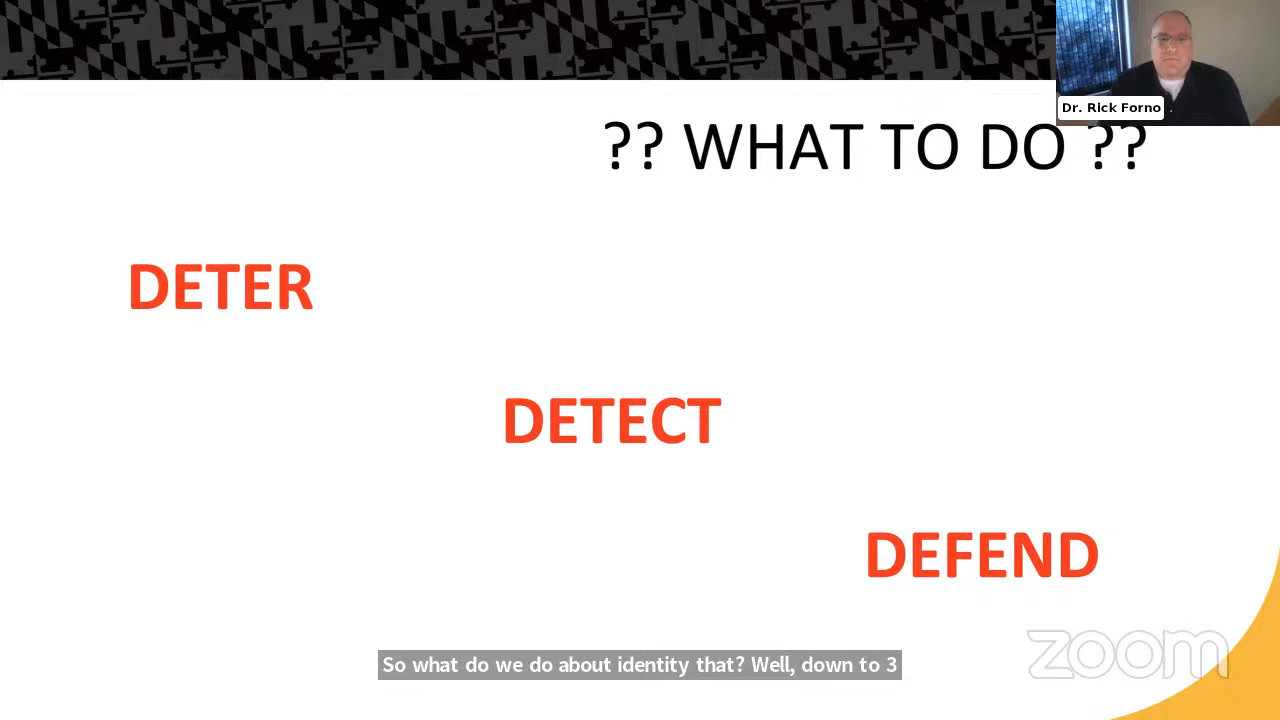 Dr. Rick Forno
?? WHAT TO DO ??
DETER
DETECT
DEFEND
So what do we do about identity that? Well, down to 3
zoom